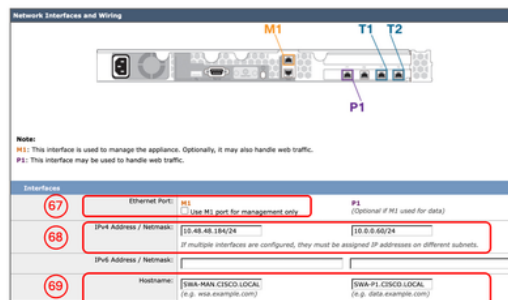 Network Interfaces and Wiring
M1 T1 T2
P1
Note:
M1: This interface is used to manage the appliance. Optionally, it may also handle web traffic.
P1: This interface may be used to handle web traffic.
Interfaces
67 Ethernet Port: M1 P1
Use M1 port for management only (Optional if M1 used for data)
68 IPv4 Address / Netmask: 10.48.48.184/24 10.0.0.60/24
If multiple interfaces are configured, they must be assigned IP addresses on different subnets.
IPv6 Address / Netmask:
69 Hostname: SWA-MAN.CISCO.LOCAL SWA-P1.CISCO.LOCAL
(e.g. wsa.example.com) (e.g. data.example.com)